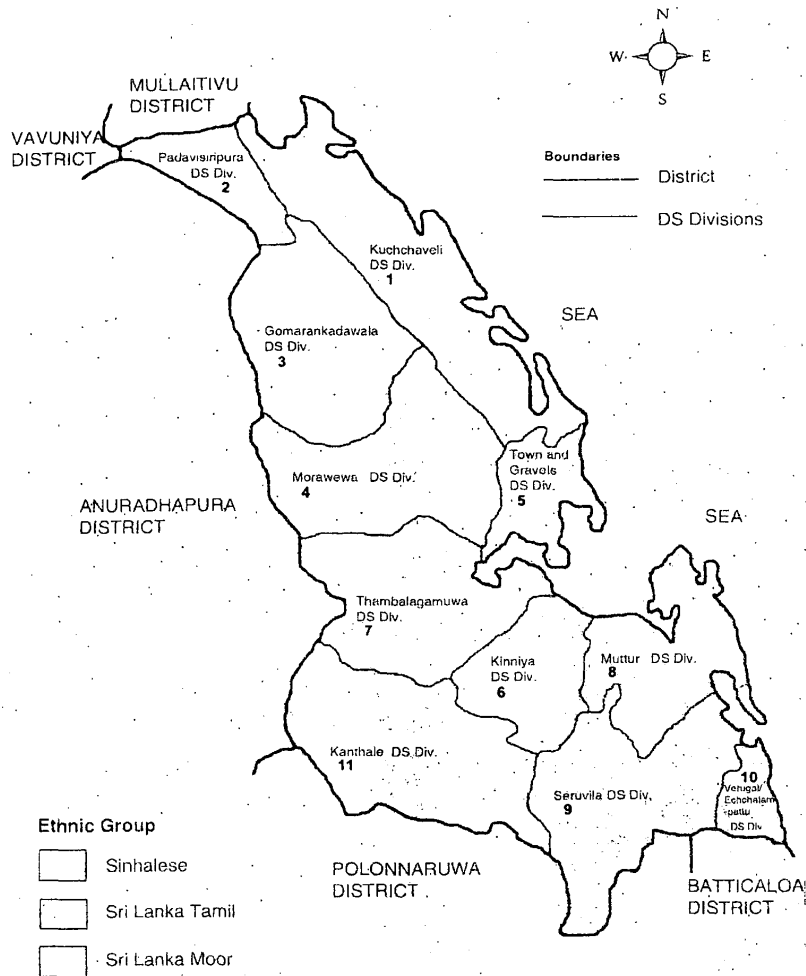 N
W E
S
MULLAITIVU
DISTRICT
VAVUNIYA
DISTRICT
Padavisiripura
DS Div.
2
Boundaries
District
DS Divisions
Kuchchaveli
DS Div.
1
SEA
Gomarankadawala
DS Div.
3
Town and
Gravels
DS Div.
5
Morawewa DS Div.
4
ANURADHAPURA
DISTRICT
SEA
Thambalagamuwa
DS Div.
7
Kinniya
DS Div.
6
Muttur DS Div.
8
Kanthale DS Div.
11
Seruvila DS Div.
9
10
Verugal/
Echchalam
-pattu
DS Div
Ethnic Group
Sinhalese
Sri Lanka Tamil
Sri Lanka Moor
POLONNARUWA
DISTRICT
BATTICALOA
DISTRICT